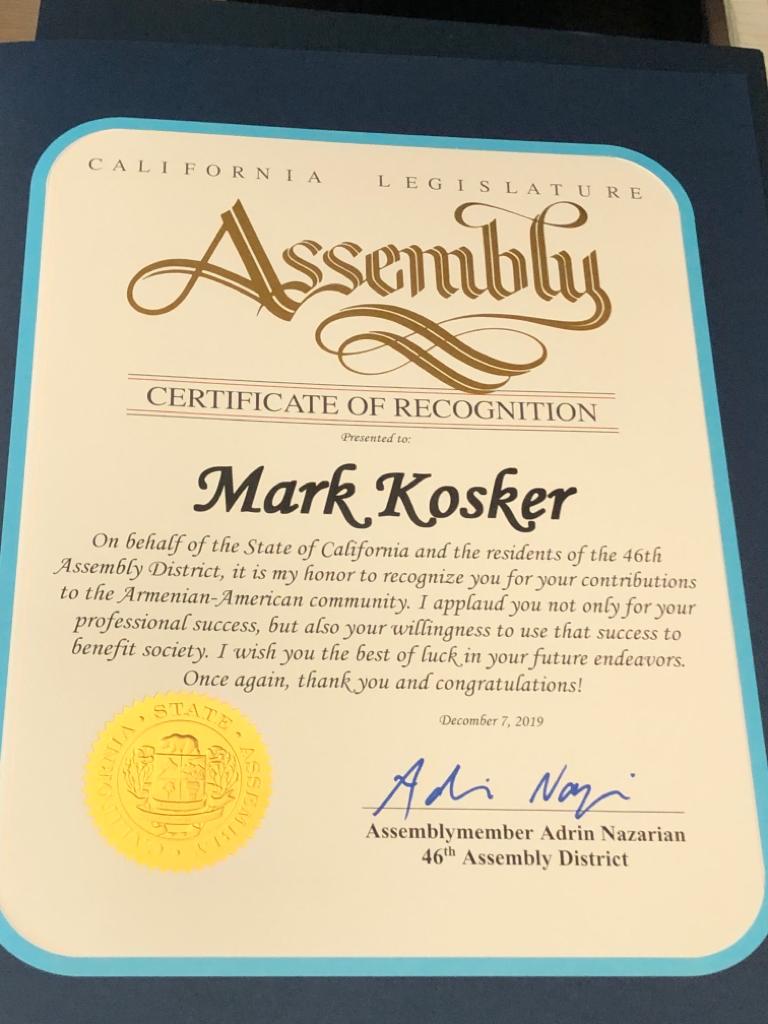 CALIFORNIA LEGISLATURE
Assembly
CERTIFICATE OF RECOGNITION
Presented to:
Mark Kosker
On behalf of the State of California and the residents of the 46th
Assembly District, it is my honor to recognize you for your contributions
to the Armenian-American community. I applaud you not only for your
professional success, but also your willingness to use that success to
benefit society. I wish you the best of luck in your future endeavors.
Once again, thank you and congratulations!
December 7, 2019
CALIFORNIA • STATE • ASSEMBLY
Adrin Nazarian
Assemblymember Adrin Nazarian
46th Assembly District